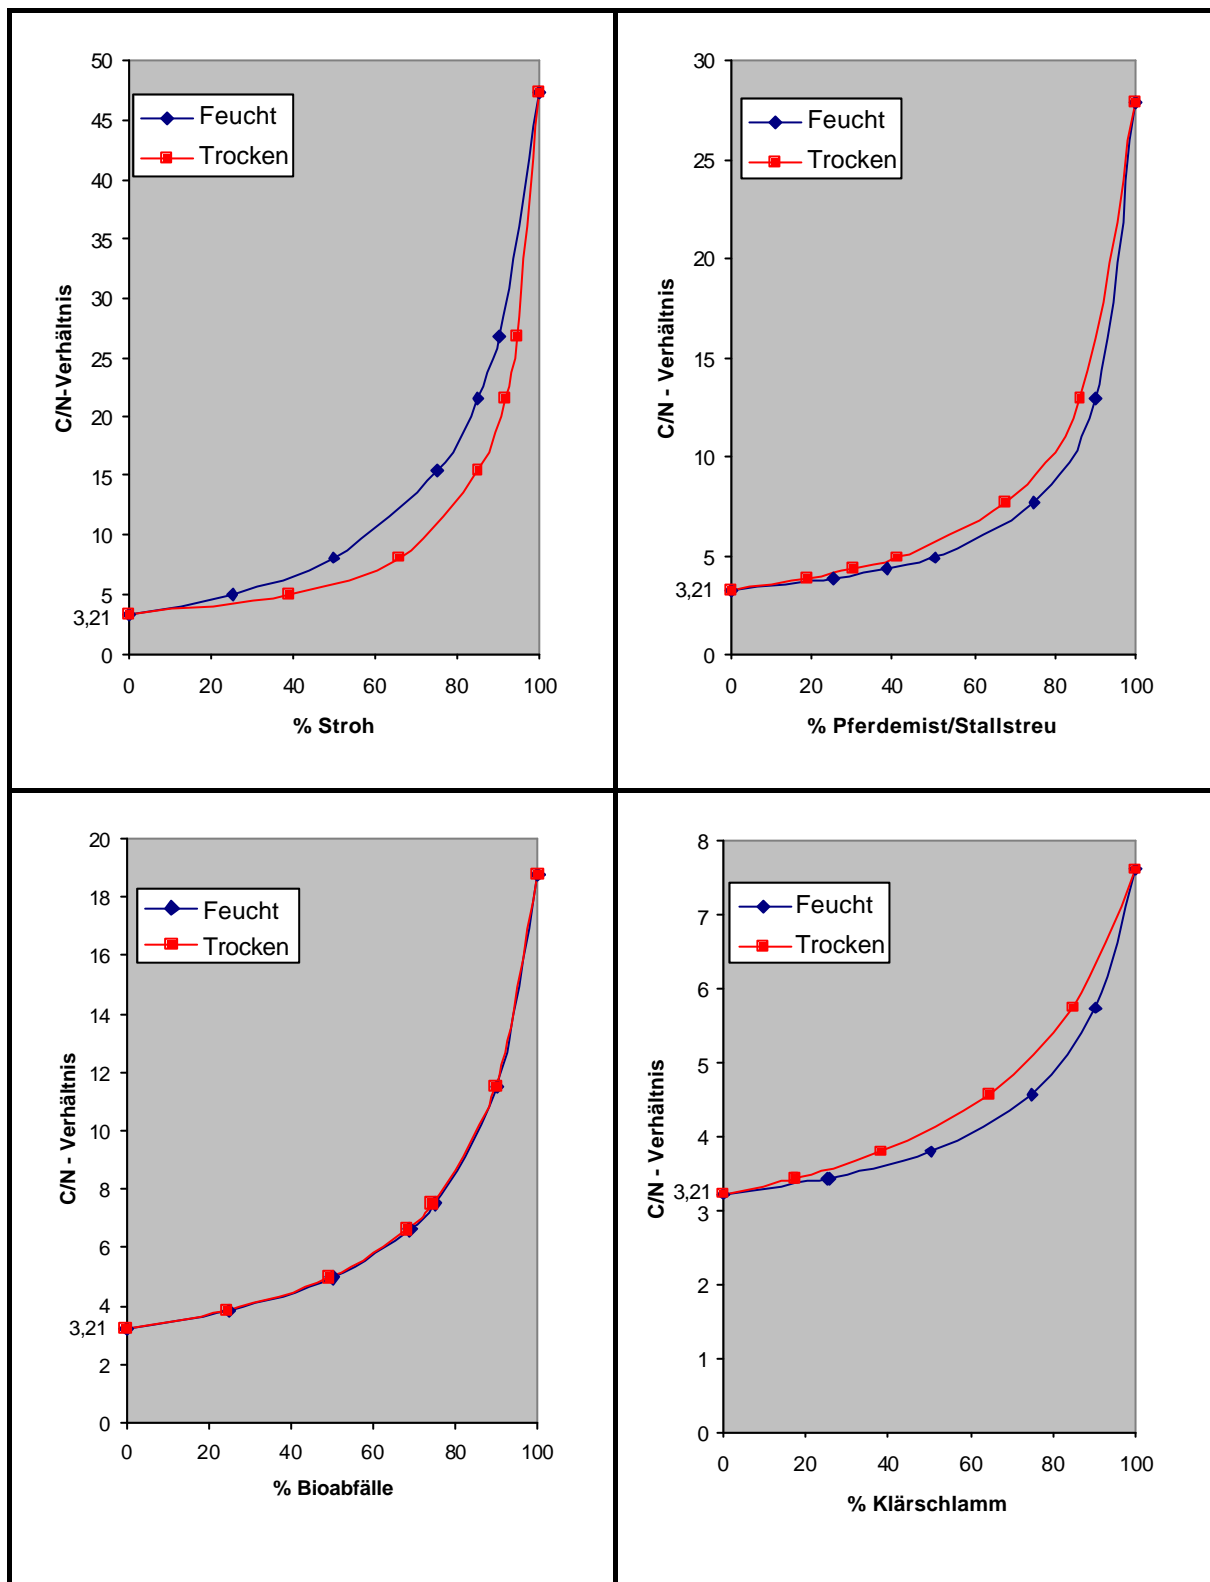 50
45
40
35
30
25
20
15
10
5
3,21
0
0 20 40 60 80 100
C/N-Verhältnis
% Stroh
Feucht
Trocken
30
25
20
15
10
5
3,21
0
0 20 40 60 80 100
C/N - Verhältnis
% Pferdemist/Stallstreu
Feucht
Trocken
20
18
16
14
12
10
8
6
4
3,21
2
0
0 20 40 60 80 100
C/N - Verhältnis
% Bioabfälle
Feucht
Trocken
8
7
6
5
4
3,21
3
2
1
0
0 20 40 60 80 100
C/N - Verhältnis
% Klärschlamm
Feucht
Trocken